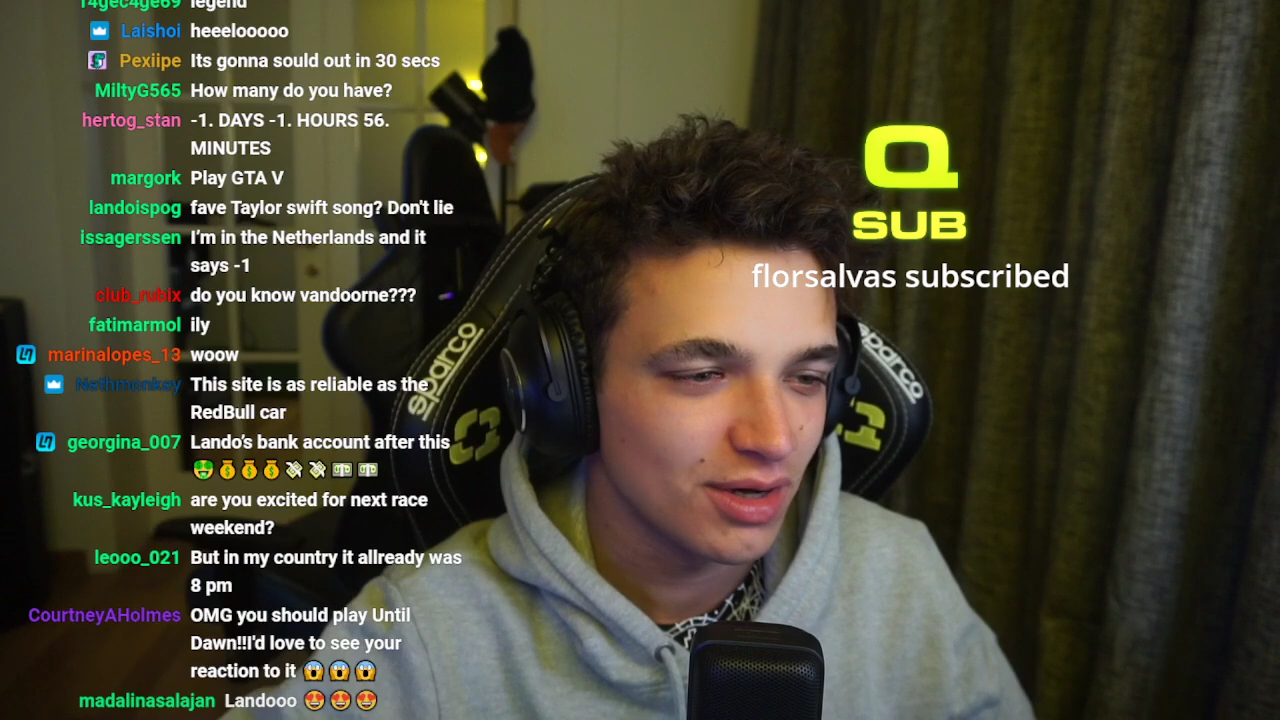 r4gec4ge69 legend
Laishoi heeelooooo
Pexiipe Its gonna sould out in 30 secs
MiltyG565 How many do you have?
hertog_stan -1. DAYS -1. HOURS 56.
MINUTES
margork Play GTA V
landoispog fave Taylor swift song? Don't lie
issagerssen I'm in the Netherlands and it
says -1
club_rubix do you know vandoorne???
fatimarmol ily
marinalopes_13 woow
Nethmonkey This site is as reliable as the
RedBull car
georgina_007 Lando's bank account after this
🤑💰💰💰💸💸💵💵
kus_kayleigh are you excited for next race
weekend?
leooo_021 But in my country it allready was
8 pm
CourtneyAHolmes OMG you should play Until
Dawn!!I'd love to see your
reaction to it 😱😱😱
madalinasalajan Landooo 😍😍😍
Q
SUB
florsalvas subscribed
sparco
sparco